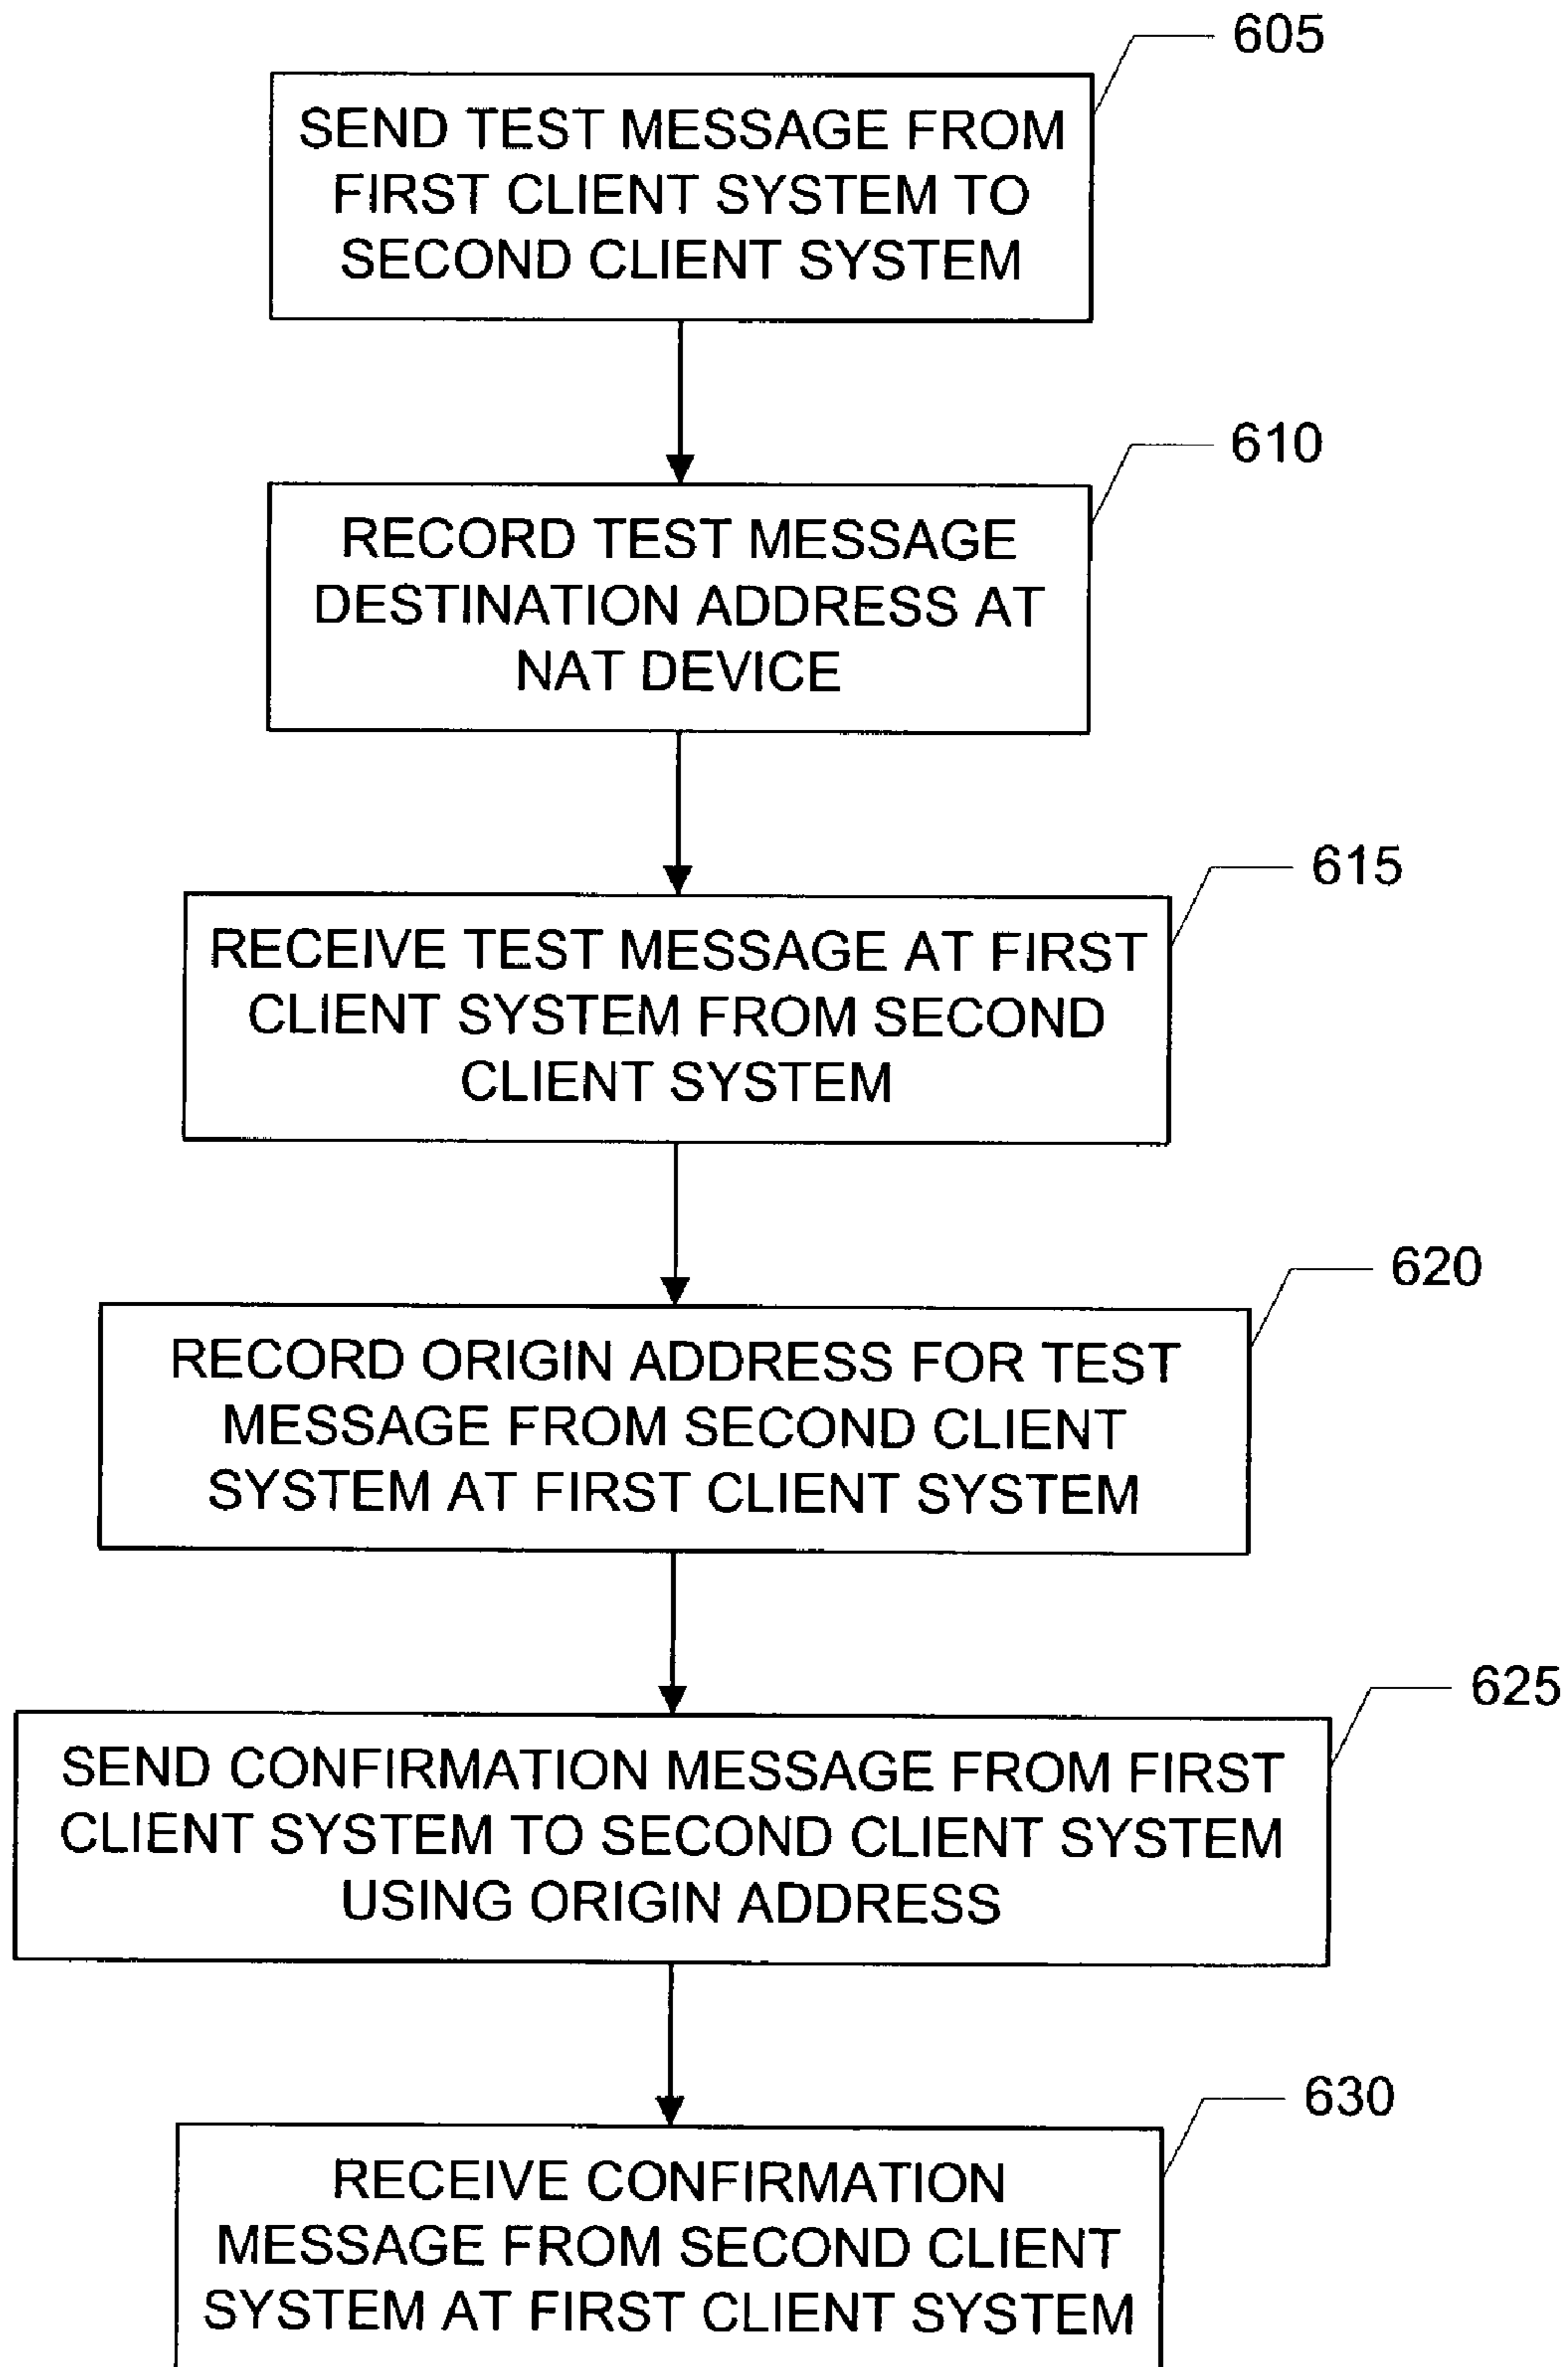 605
SEND TEST MESSAGE FROM
FIRST CLIENT SYSTEM TO
SECOND CLIENT SYSTEM
610
RECORD TEST MESSAGE
DESTINATION ADDRESS AT
NAT DEVICE
615
RECEIVE TEST MESSAGE AT FIRST
CLIENT SYSTEM FROM SECOND
CLIENT SYSTEM
620
RECORD ORIGIN ADDRESS FOR TEST
MESSAGE FROM SECOND CLIENT
SYSTEM AT FIRST CLIENT SYSTEM
625
SEND CONFIRMATION MESSAGE FROM FIRST
CLIENT SYSTEM TO SECOND CLIENT SYSTEM
USING ORIGIN ADDRESS
630
RECEIVE CONFIRMATION
MESSAGE FROM SECOND CLIENT
SYSTEM AT FIRST CLIENT SYSTEM